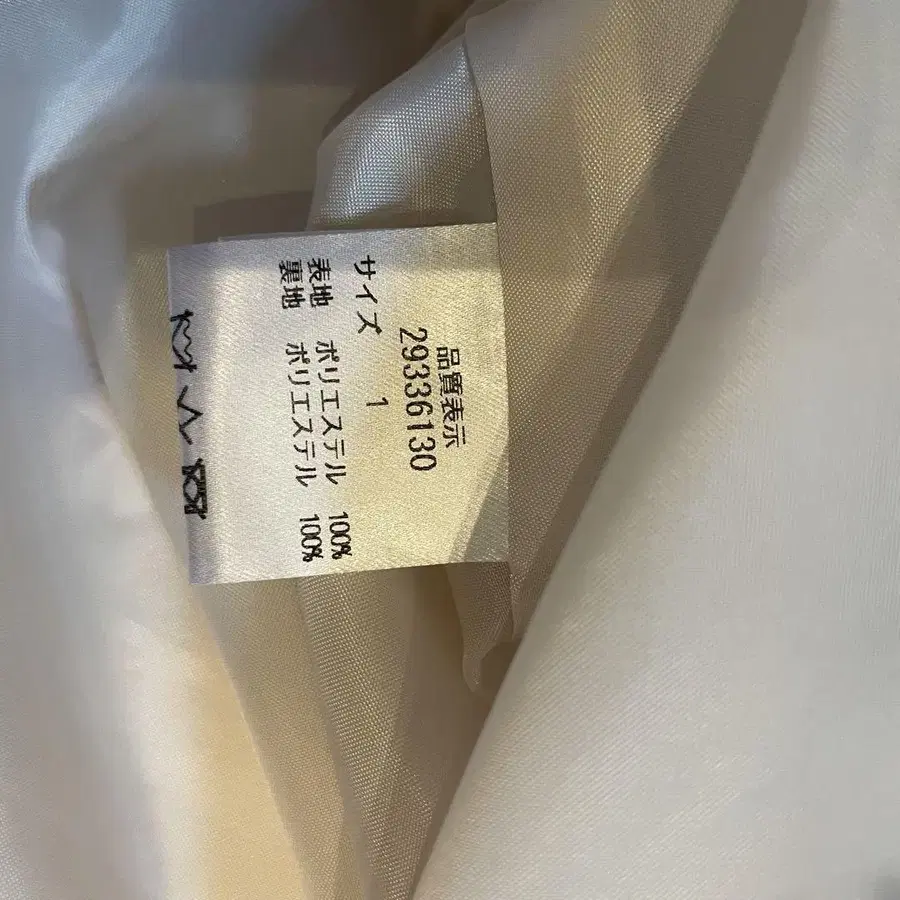 品質表示
29336130
サイズ 1
表地 ポリエステル 100%
裏地 ポリエステル 100%